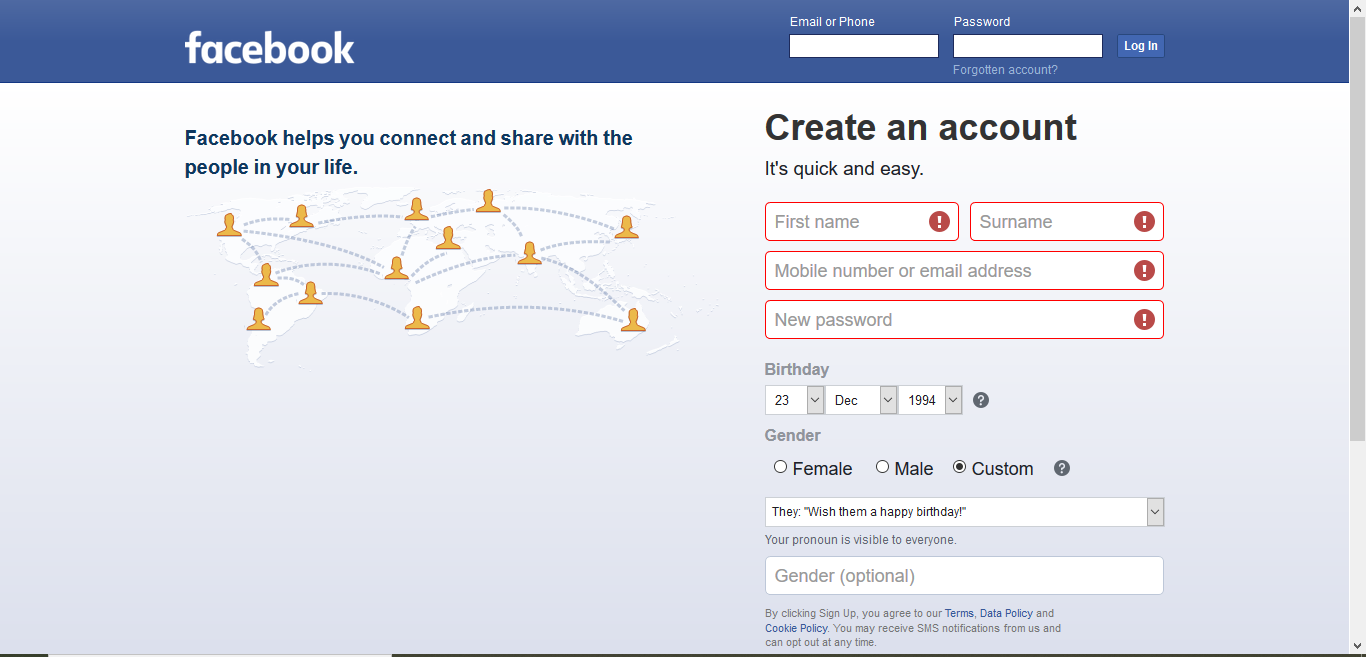 facebook
Email or Phone
Password
Log In
Forgotten account?
Facebook helps you connect and share with the
people in your life.
Create an account
It's quick and easy.
First name
Surname
Mobile number or email address
New password
Birthday
23 Dec 1994
Gender
Female Male Custom
They: "Wish them a happy birthday!"
Your pronoun is visible to everyone.
Gender (optional)
By clicking Sign Up, you agree to our Terms, Data Policy and
Cookie Policy. You may receive SMS notifications from us and
can opt out at any time.